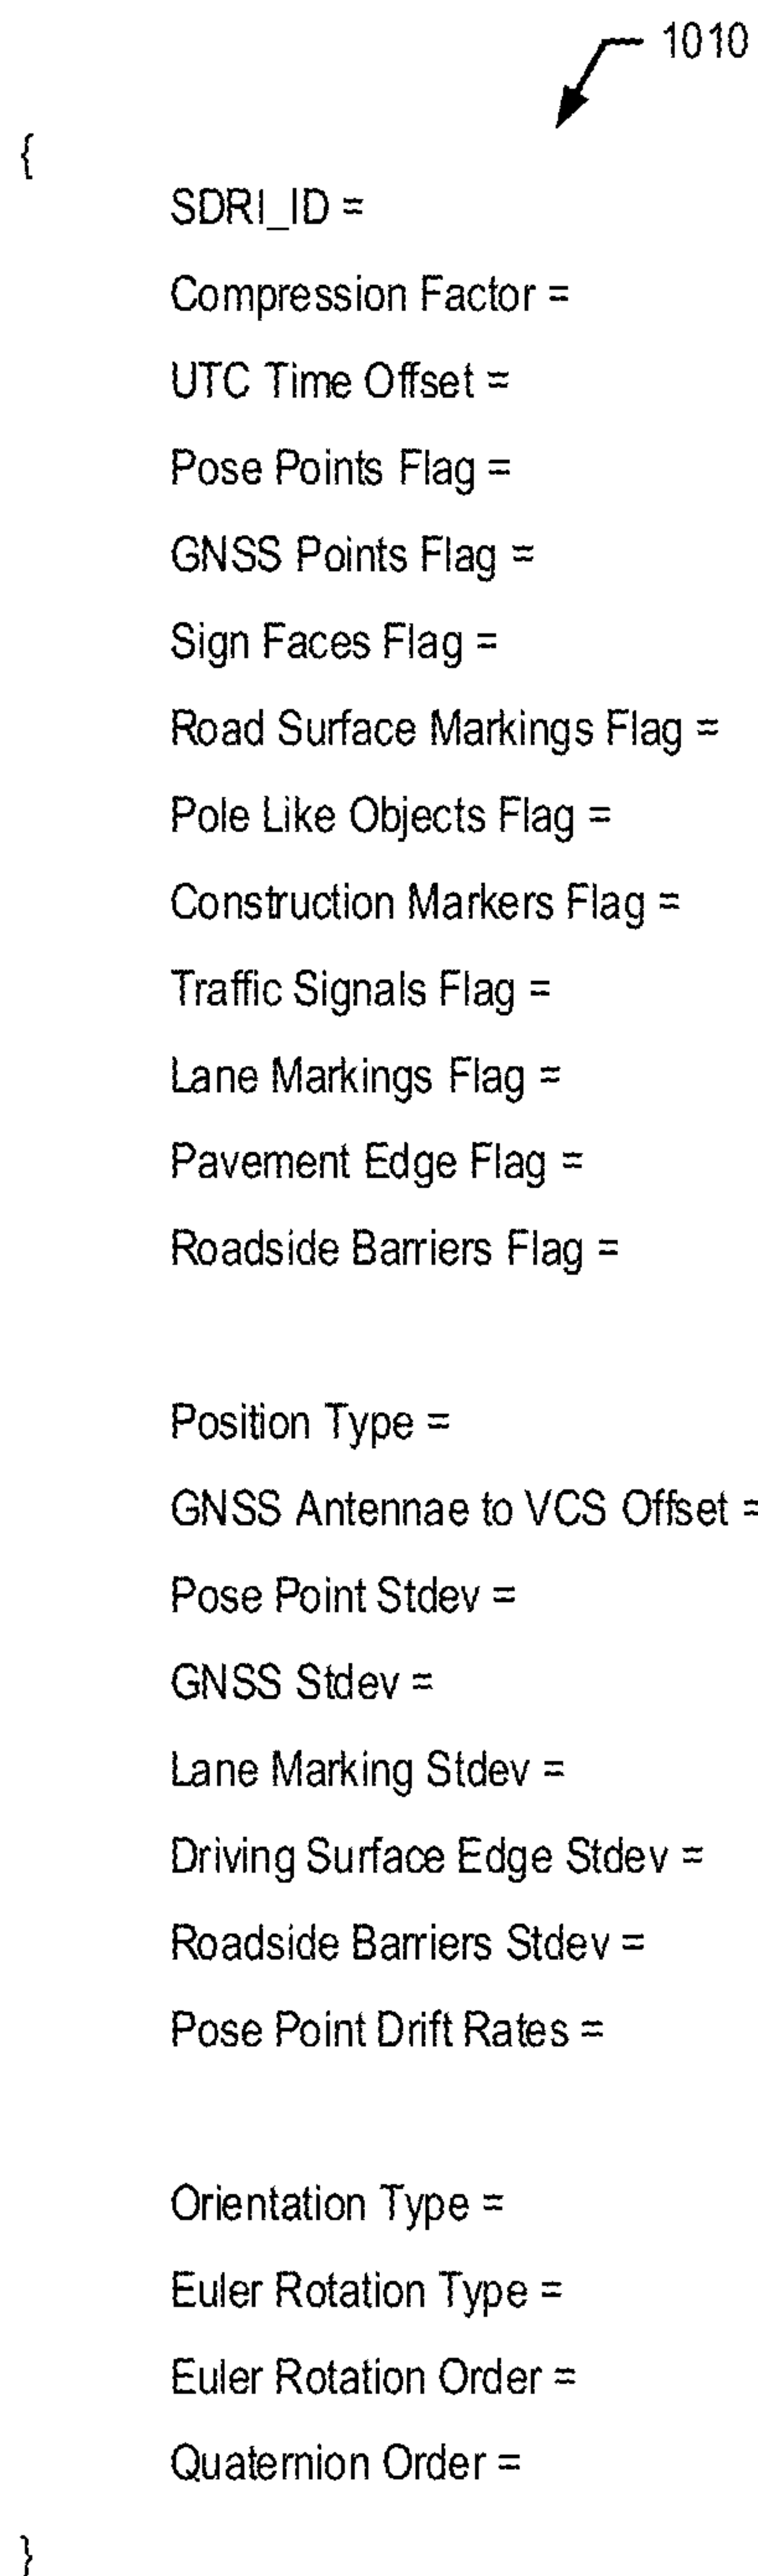 1010
{
SDRI_ID =
Compression Factor =
UTC Time Offset =
Pose Points Flag =
GNSS Points Flag =
Sign Faces Flag =
Road Surface Markings Flag =
Pole Like Objects Flag =
Construction Markers Flag =
Traffic Signals Flag =
Lane Markings Flag =
Pavement Edge Flag =
Roadside Barriers Flag =
Position Type =
GNSS Antennae to VCS Offset =
Pose Point Stdev =
GNSS Stdev =
Lane Marking Stdev =
Driving Surface Edge Stdev =
Roadside Barriers Stdev =
Pose Point Drift Rates =
Orientation Type =
Euler Rotation Type =
Euler Rotation Order =
Quaternion Order =
}